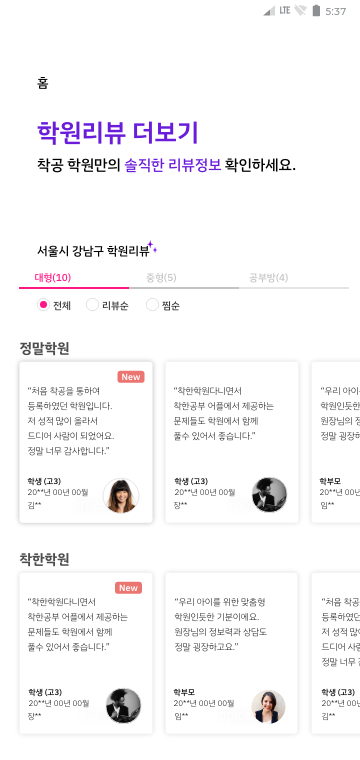 LTE 5:37
홈
학원리뷰 더보기
착공 학원만의 솔직한 리뷰정보 확인하세요.
서울시 강남구 학원리뷰
대형(10) 중형(5) 공부방(4)
전체 리뷰순 찜순
정말학원
New
“처음 착공을 통하여
등록하였던 학원입니다.
저 성적 많이 올라서
드디어 사람이 되었어요.
정말 너무 감사합니다.”
학생 (고3)
20**년 00년 00월
김**
“착한학원다니면서
착한공부 어플에서 제공하는
문제들도 학원에서 함께
풀수 있어서 좋습니다.”
학생 (고3)
20**년 00년 00월
장**
“우리 아이
학원인듯한
원장님의 정
정말 굉장히
학부모
20**년 00
임**
착한학원
New
“착한학원다니면서
착한공부 어플에서 제공하는
문제들도 학원에서 함께
풀수 있어서 좋습니다.”
학생 (고3)
20**년 00년 00월
장**
“우리 아이를 위한 맞춤형
학원인듯한 기분이에요.
원장님의 정보력과 상담도
정말 굉장하고요.”
학부모
20**년 00년 00월
임**
“처음 착공
등록하였던
저 성적 많이
드디어 사람
정말 너무
학생 (고3)
20**년 00
김**